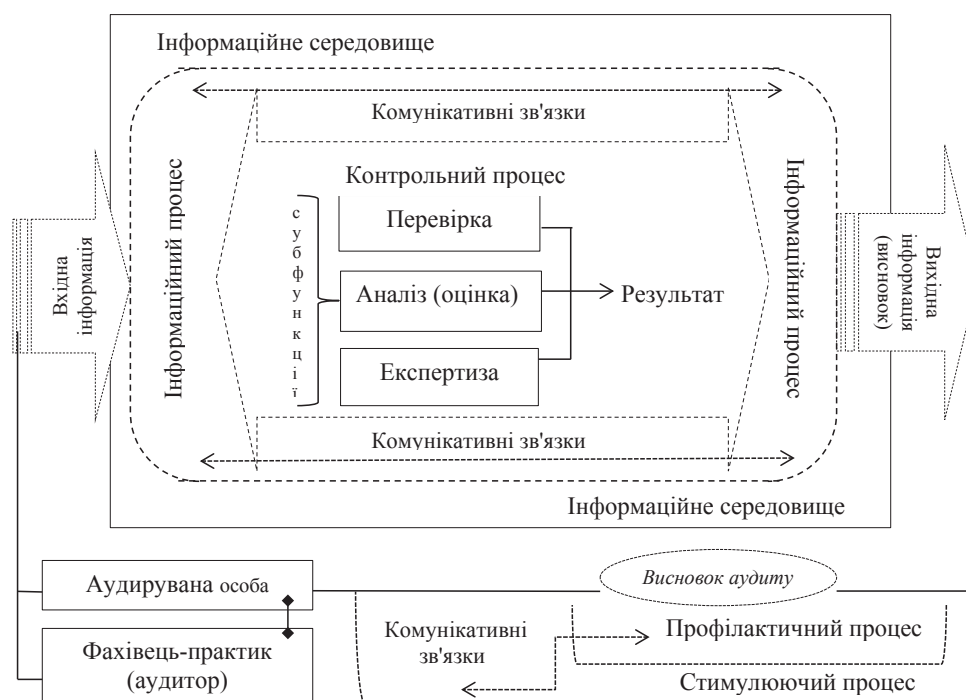 Інформаційне середовище
Комунікативні зв'язки
Вхідна
інформація
Інформаційний процес
Контрольний процес
субфункції
Перевірка
Аналіз (оцінка)
Експертиза
Результат
Інформаційний процес
Вихідна
інформація
(висновок)
Комунікативні зв'язки
Інформаційне середовище
Аудирувана особа
Висновок аудиту
Фахівець-практик
(аудитор)
Комунікативні
зв'язки
Профілактичний процес
Стимулюючий процес